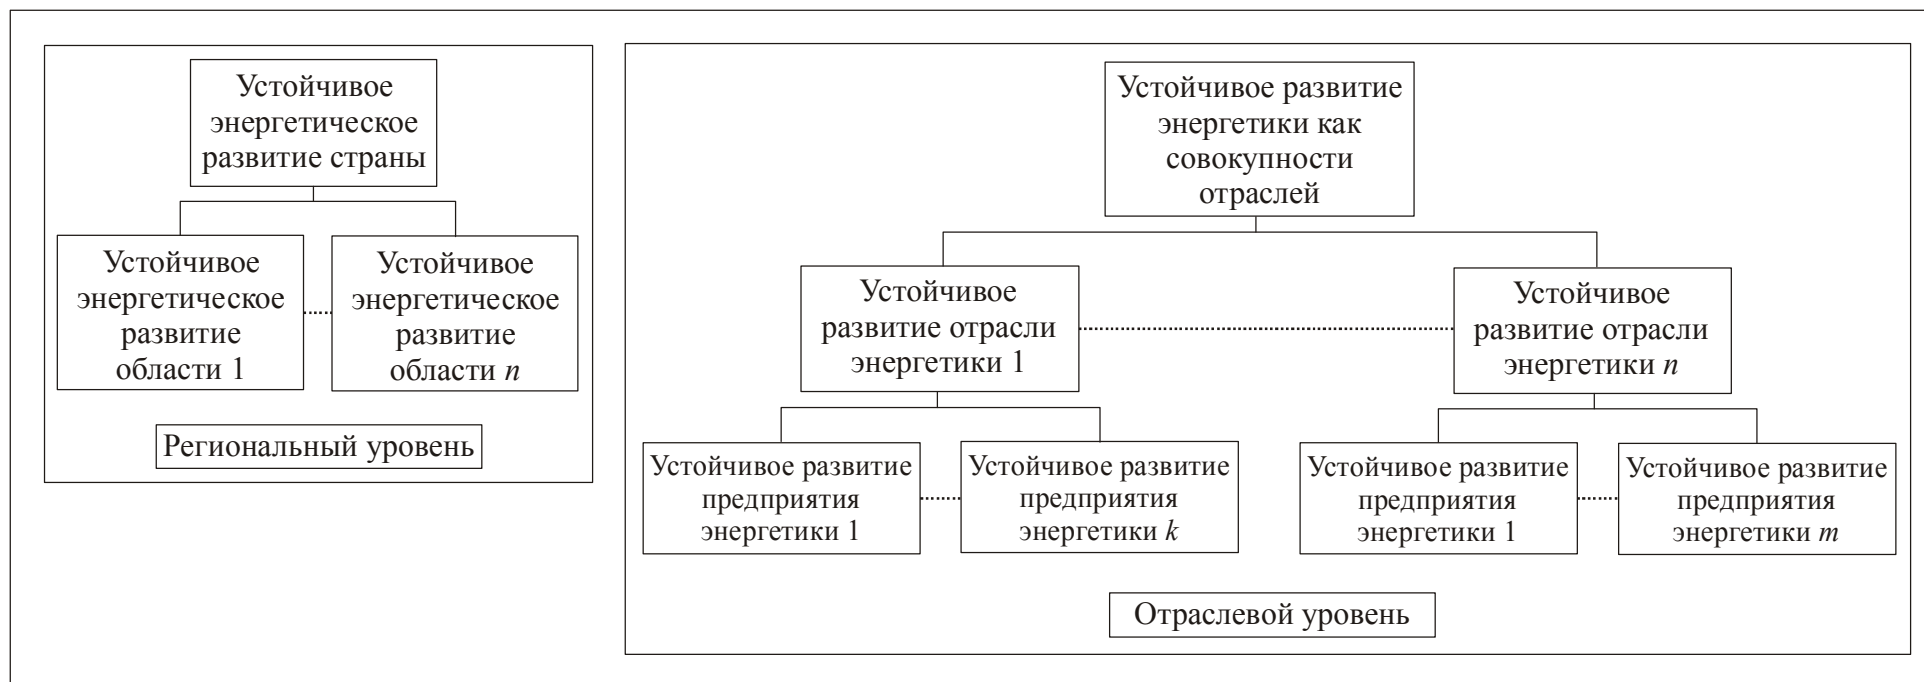 Устойчивое
энергетическое
развитие страны
Устойчивое
энергетическое
развитие
области 1
Устойчивое
энергетическое
развитие
области n
Региональный уровень
Устойчивое развитие
энергетики как
совокупности
отраслей
Устойчивое
развитие отрасли
энергетики 1
Устойчивое
развитие отрасли
энергетики n
Устойчивое развитие
предприятия
энергетики 1
Устойчивое развитие
предприятия
энергетики k
Устойчивое развитие
предприятия
энергетики 1
Устойчивое развитие
предприятия
энергетики m
Отраслевой уровень